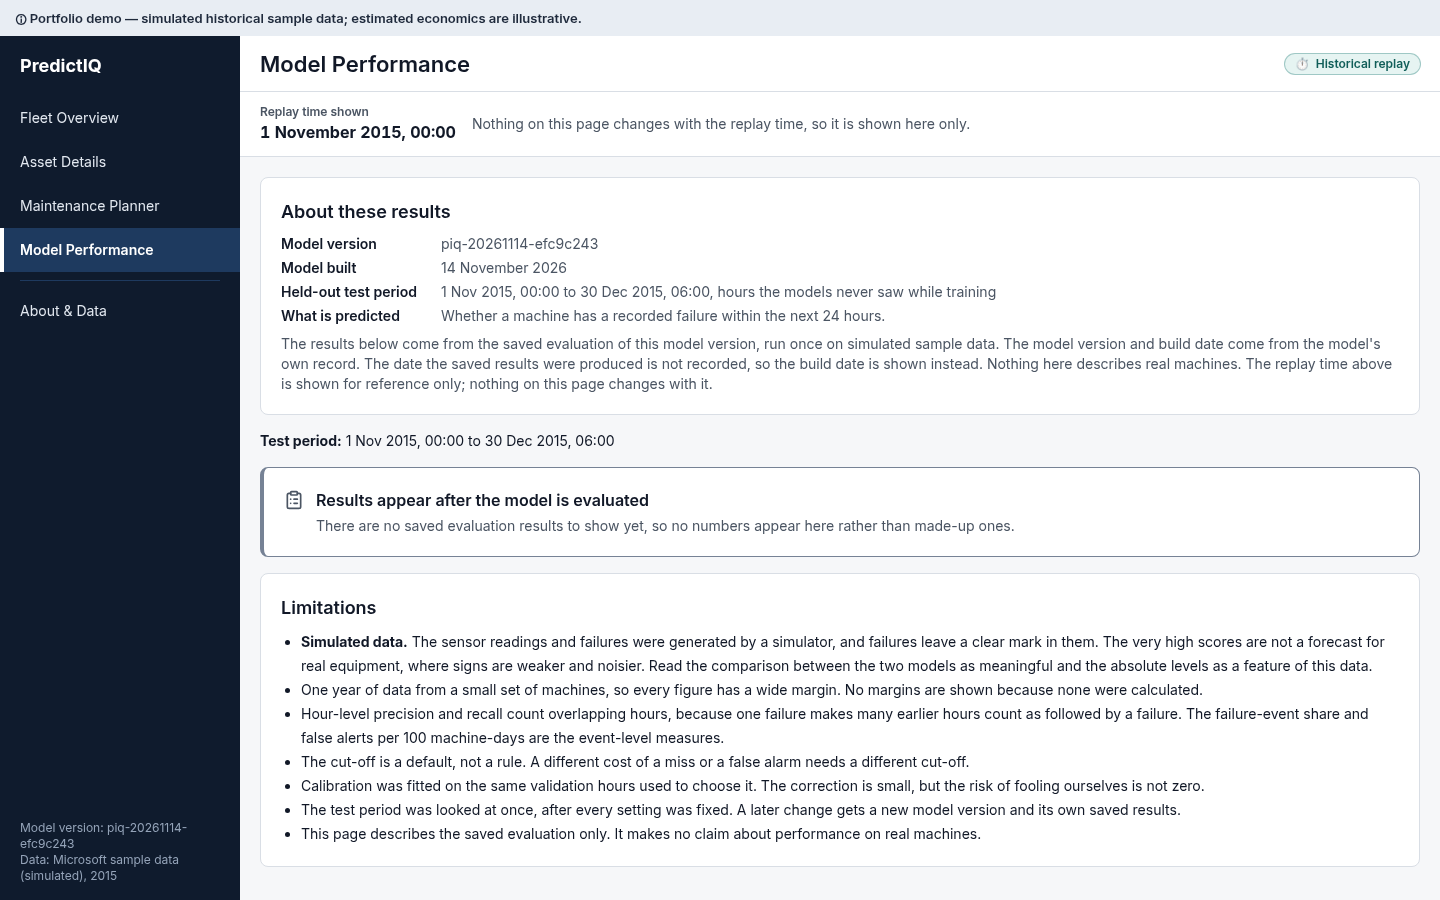 Portfolio demo — simulated historical sample data; estimated economics are illustrative.
PredictIQ
Fleet Overview
Asset Details
Maintenance Planner
Model Performance
About & Data
Model version: piq-20261114-
efc9c243
Data: Microsoft sample data
(simulated), 2015
Model Performance
Historical replay
Replay time shown
1 November 2015, 00:00
Nothing on this page changes with the replay time, so it is shown here only.
About these results
Model version piq-20261114-efc9c243
Model built 14 November 2026
Held-out test period 1 Nov 2015, 00:00 to 30 Dec 2015, 06:00, hours the models never saw while training
What is predicted Whether a machine has a recorded failure within the next 24 hours.
The results below come from the saved evaluation of this model version, run once on simulated sample data. The model version and build date come from the model's
own record. The date the saved results were produced is not recorded, so the build date is shown instead. Nothing here describes real machines. The replay time above
is shown for reference only; nothing on this page changes with it.
Test period: 1 Nov 2015, 00:00 to 30 Dec 2015, 06:00
Results appear after the model is evaluated
There are no saved evaluation results to show yet, so no numbers appear here rather than made-up ones.
Limitations
• Simulated data. The sensor readings and failures were generated by a simulator, and failures leave a clear mark in them. The very high scores are not a forecast for
real equipment, where signs are weaker and noisier. Read the comparison between the two models as meaningful and the absolute levels as a feature of this data.
• One year of data from a small set of machines, so every figure has a wide margin. No margins are shown because none were calculated.
• Hour-level precision and recall count overlapping hours, because one failure makes many earlier hours count as followed by a failure. The failure-event share and
false alerts per 100 machine-days are the event-level measures.
• The cut-off is a default, not a rule. A different cost of a miss or a false alarm needs a different cut-off.
• Calibration was fitted on the same validation hours used to choose it. The correction is small, but the risk of fooling ourselves is not zero.
• The test period was looked at once, after every setting was fixed. A later change gets a new model version and its own saved results.
• This page describes the saved evaluation only. It makes no claim about performance on real machines.